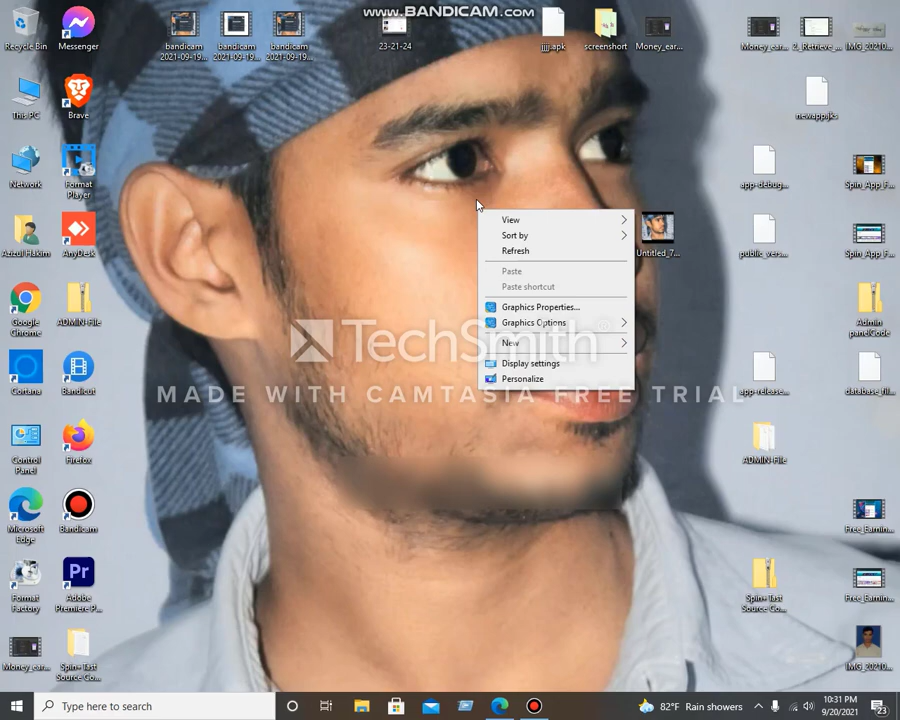 www.BANDICAM.com
Recycle Bin
Messenger
bandicam
2021-09-19...
bandicam
2021-09-19...
bandicam
2021-09-19...
23-21-24
jjjj.apk
screenshort
Money_ear...
Money_ear...
2_Retrieve_...
IMG_20210...
This PC
Brave
newapp.jks
Network
Format
Player
app-debug...
Spin_App_F...
Azizul Hakim
AnyDesk
Untitled_7...
public_vers...
Spin_App_F...
View
Sort by
Refresh
Paste
Paste shortcut
Graphics Properties...
Graphics Options
New
Display settings
Personalize
Google
Chrome
ADMIN-File
Admin
panelCode
TechSmith
MADE WITH CAMTASIA FREE TRIAL
Cortana
Bandicut
app-release...
database_fil...
Control
Panel
Firefox
ADMIN-File
Microsoft
Edge
Bandicam
Free_Earnin...
Format
Factory
Pr
Adobe
Premiere P...
Spin+Tast
Source Co...
Free_Earnin...
Money_ear...
Spin+Tast
Source Co...
IMG_20210...
Type here to search
82°F Rain showers
10:31 PM
9/20/2021
23